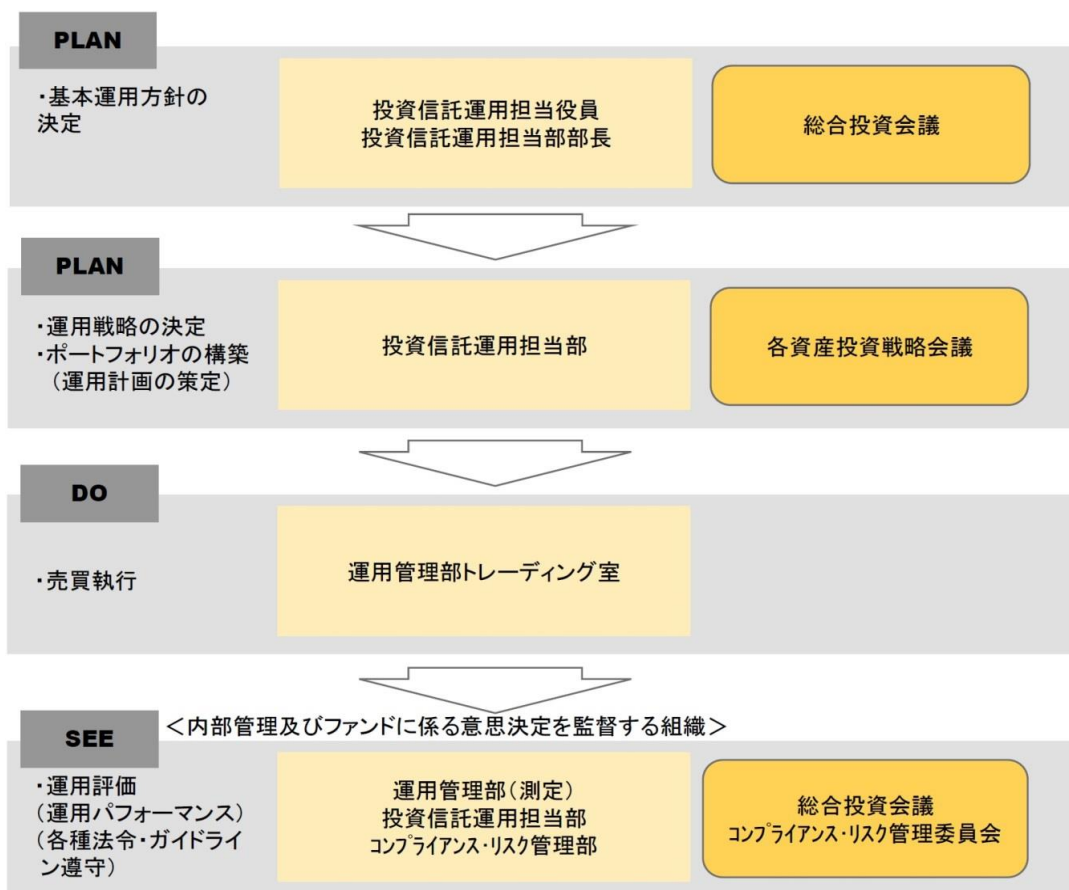 PLAN
・基本運用方針の
決定
投資信託運用担当役員
投資信託運用担当部部長
総合投資会議
PLAN
・運用戦略の決定
・ポートフォリオの構築
(運用計画の策定)
投資信託運用担当部
各資産投資戦略会議
DO
・売買執行
運用管理部トレーディング室
<内部管理及びファンドに係る意思決定を監督する組織>
SEE
・運用評価
(運用パフォーマンス)
(各種法令・ガイドライ
ン遵守)
運用管理部(測定)
投資信託運用担当部
コンプライアンス・リスク管理部
総合投資会議
コンプライアンス・リスク管理委員会